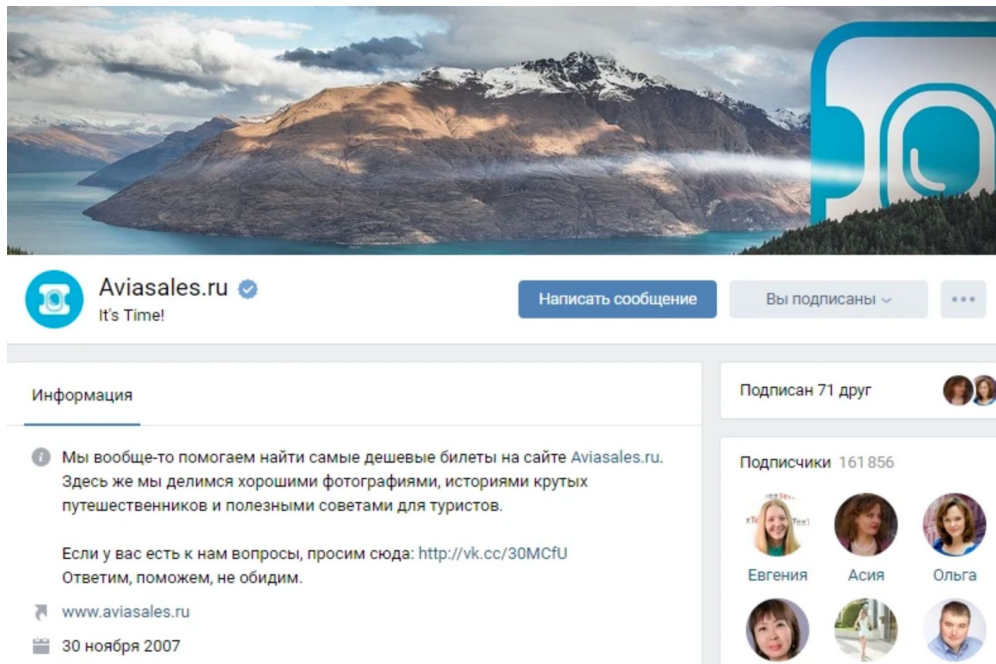 Aviasales.ru
It's Time!
Написать сообщение
Вы подписаны
Информация
Мы вообще-то помогаем найти самые дешевые билеты на сайте Aviasales.ru.
Здесь же мы делимся хорошими фотографиями, историями крутых
путешественников и полезными советами для туристов.
Если у вас есть к нам вопросы, просим сюда: http://vk.cc/30MCfU
Ответим, поможем, не обидим.
www.aviasales.ru
30 ноября 2007
Подписан 71 друг
Подписчики 161 856
Евгения
Асия
Ольга